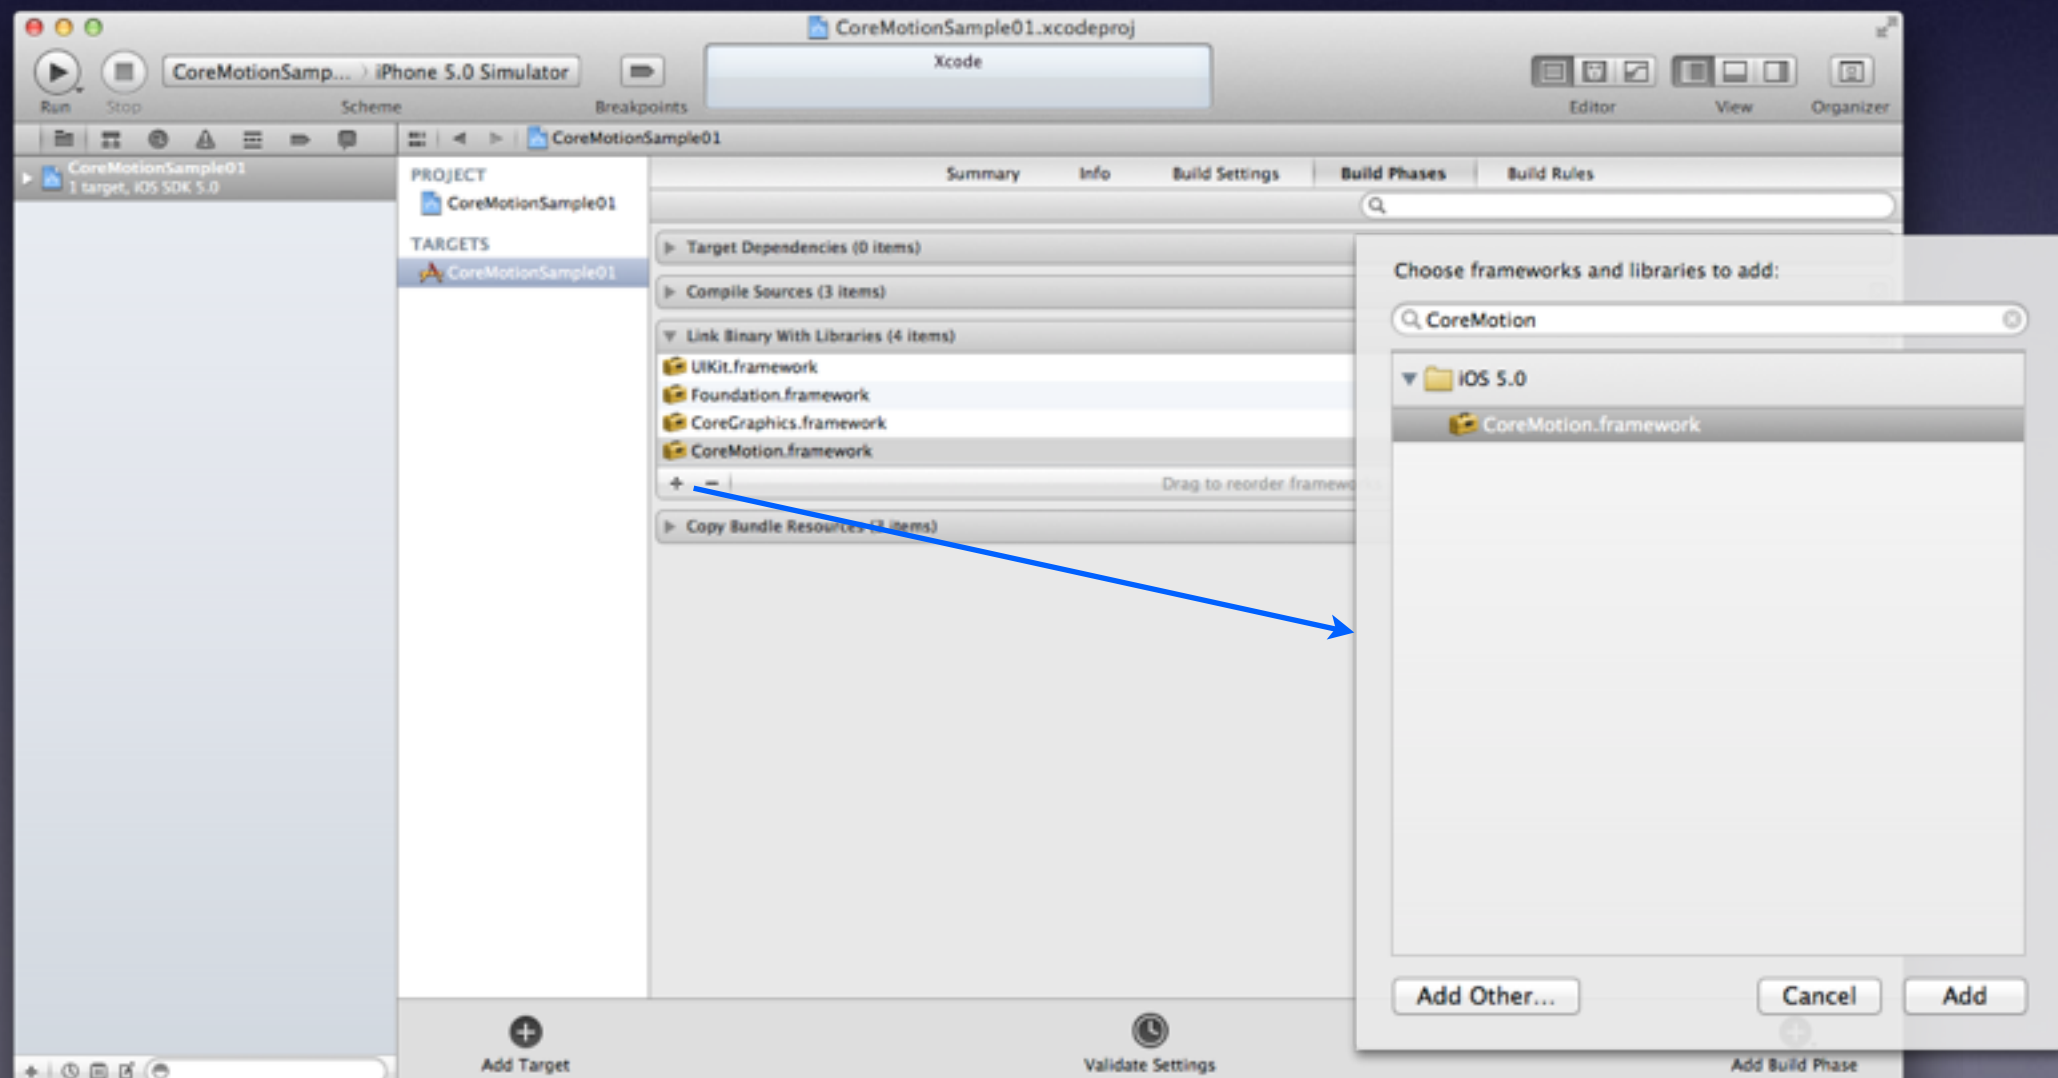 CoreMotionSample01.xcodeproj
CoreMotionSamp... iPhone 5.0 Simulator
Xcode
Run Stop Scheme Breakpoints Editor View Organizer
CoreMotionSample01
CoreMotionSample01
1 target, iOS SDK 5.0
PROJECT
CoreMotionSample01
TARGETS
CoreMotionSample01
Summary Info Build Settings Build Phases Build Rules
Target Dependencies (0 items)
Compile Sources (3 items)
Link Binary With Libraries (4 items)
UIKit.framework
Foundation.framework
CoreGraphics.framework
CoreMotion.framework
Drag to reorder
Copy Bundle Resources items)
Choose frameworks and libraries to add:
CoreMotion
iOS 5.0
CoreMotion.framework
Add Other... Cancel Add
Add Target Validate Settings Add Build Phase